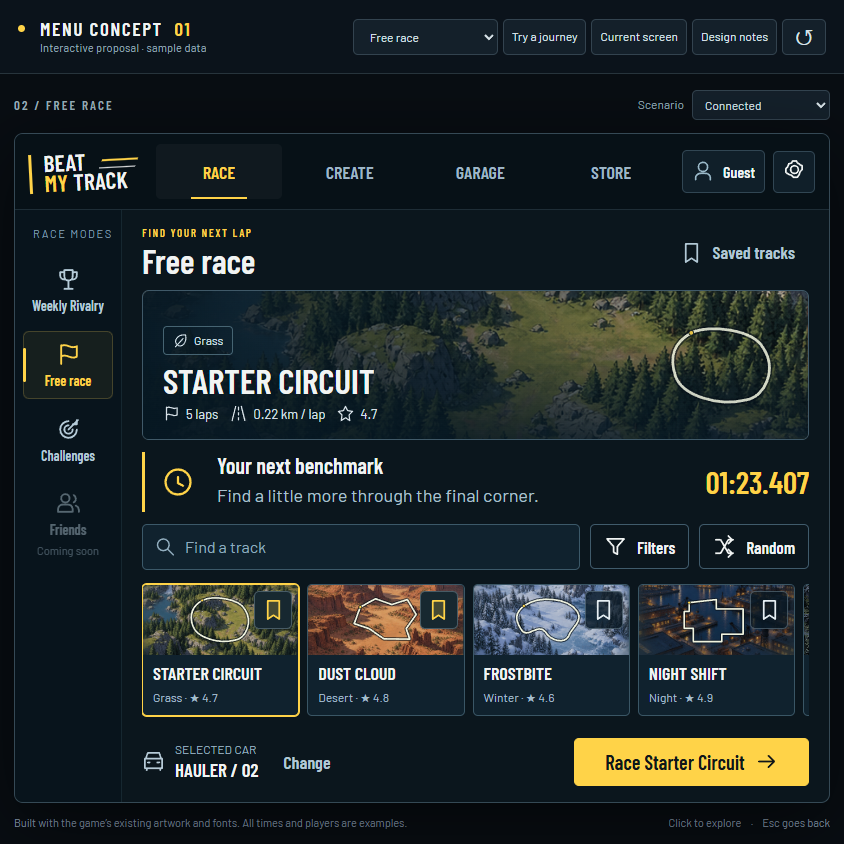 MENU CONCEPT 01
Interactive proposal · sample data
Free race
Try a journey
Current screen
Design notes
02 / FREE RACE
Scenario
Connected
BEAT
MY TRACK
RACE
CREATE
GARAGE
STORE
Guest
RACE MODES
Weekly Rivalry
Free race
Challenges
Friends
Coming soon
FIND YOUR NEXT LAP
Free race
Saved tracks
Grass
STARTER CIRCUIT
5 laps 0.22 km / lap 4.7
Your next benchmark
Find a little more through the final corner.
01:23.407
Find a track
Filters
Random
STARTER CIRCUIT
Grass · ★ 4.7
DUST CLOUD
Desert · ★ 4.8
FROSTBITE
Winter · ★ 4.6
NIGHT SHIFT
Night · ★ 4.9
SELECTED CAR
HAULER / 02
Change
Race Starter Circuit →
Built with the game's existing artwork and fonts. All times and players are examples.
Click to explore · Esc goes back